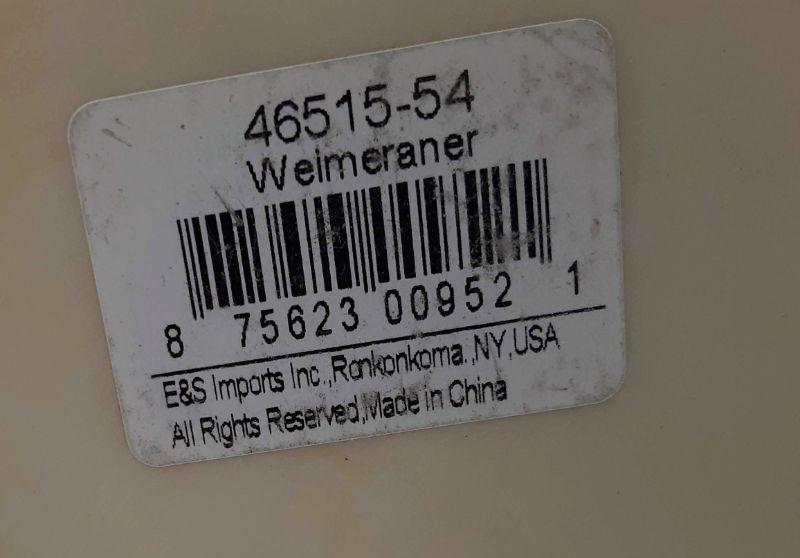 46515-54
Weimeraner
8 75623 00952 1
E&S Imports Inc.,Ronkonkoma.,NY,USA
All Rights Reserved,Made in China